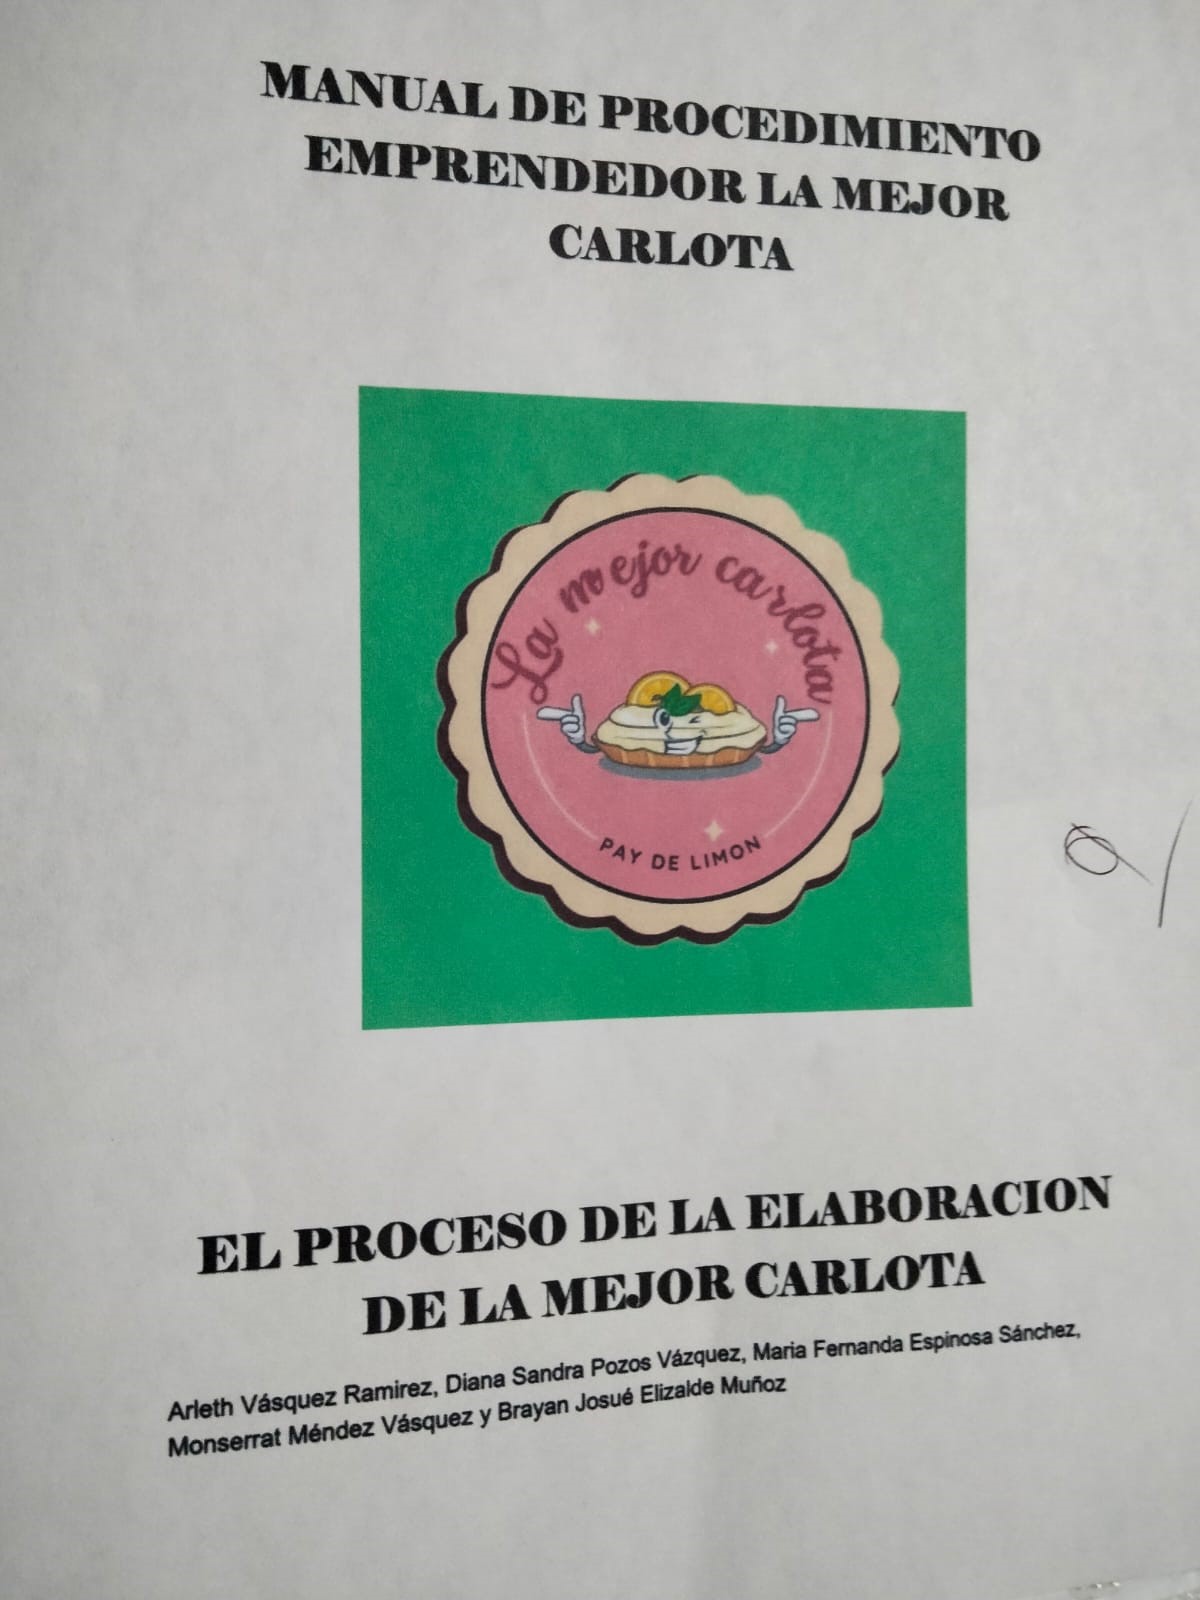 MANUAL DE PROCEDIMIENTO
EMPRENDEDOR LA MEJOR
CARLOTA
La mejor carlota
PAY DE LIMON
EL PROCESO DE LA ELABORACION
DE LA MEJOR CARLOTA
Arleth Vásquez Ramirez, Diana Sandra Pozos Vázquez, Maria Fernanda Espinosa Sánchez,
Monserrat Méndez Vásquez y Brayan Josué Elizalde Muñoz